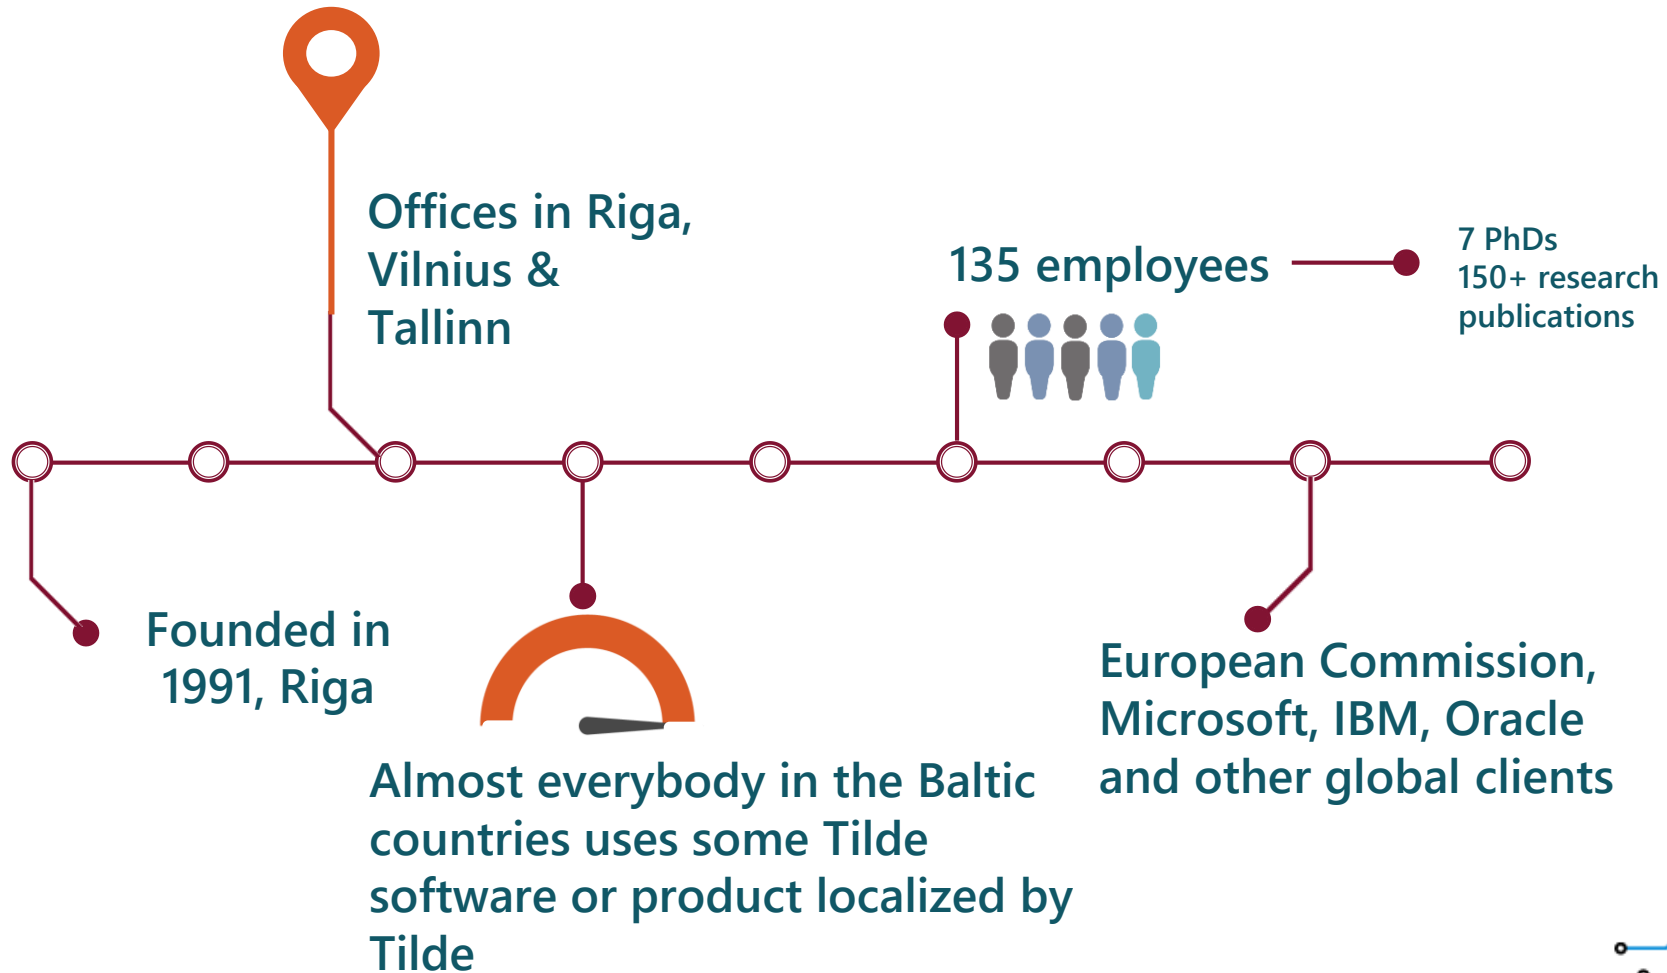 Offices in Riga,
Vilnius &
Tallinn
135 employees
7 PhDs
150+ research
publications
Founded in
1991, Riga
Almost everybody in the Baltic
countries uses some Tilde
software or product localized by
Tilde
European Commission,
Microsoft, IBM, Oracle
and other global clients